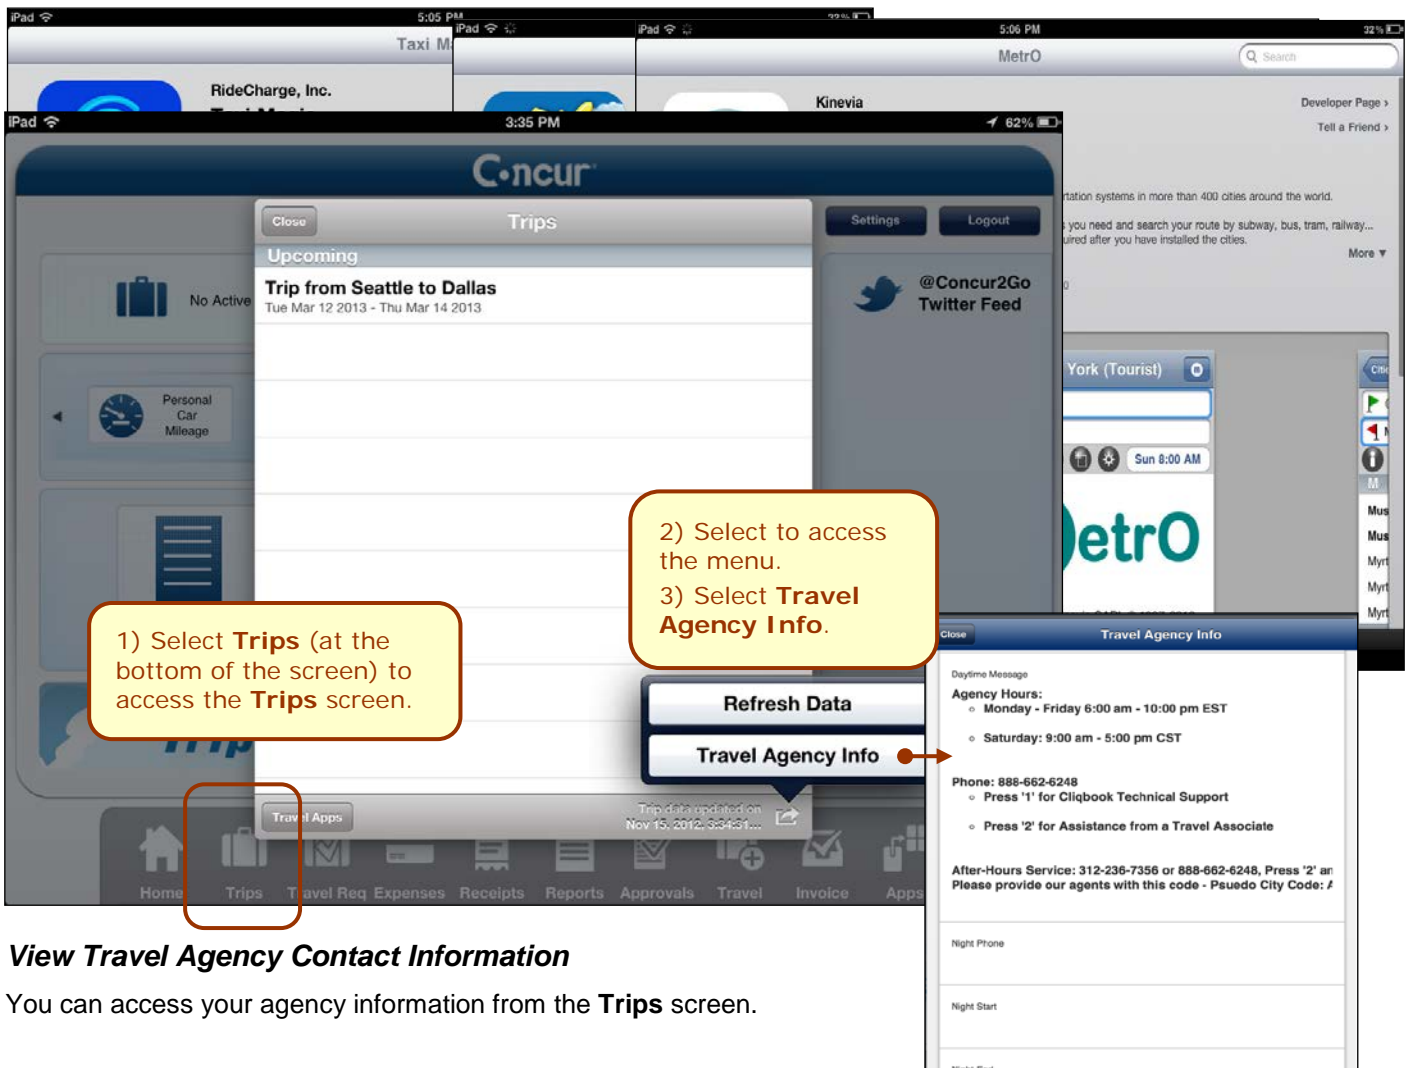 iPad
5:05 PM
Taxi M
RideCharge, Inc.
iPad
iPad
5:06 PM
32%
MetrO
Search
Kinevia
Developer Page ›
Tell a Friend ›
rtation systems in more than 400 cities around the world.
you need and search your route by subway, bus, tram, railway...
uired after you have installed the cities.
More ▼
York (Tourist)
Sun 8:00 AM
etrO
M
Mus
Mus
Myrt
Myrt
Myrt
iPad
3:35 PM
62%
C•ncur
Close
Trips
Settings
Logout
Upcoming
Trip from Seattle to Dallas
Tue Mar 12 2013 - Thu Mar 14 2013
No Active
@Concur2Go
Twitter Feed
Personal
Car
Mileage
Trip
1) Select Trips (at the
bottom of the screen) to
access the Trips screen.
2) Select to access
the menu.
3) Select Travel
Agency Info.
Refresh Data
Travel Agency Info
Travel Apps
Trip data updated on
Nov 15, 2012, 3:34:51...
Home
Trips
Travel Req
Expenses
Receipts
Reports
Approvals
Travel
Invoice
Apps
Close
Travel Agency Info
Daytime Message
Agency Hours:
Monday - Friday 6:00 am - 10:00 pm EST
Saturday: 9:00 am - 5:00 pm CST
Phone: 888-662-6248
Press '1' for Cliqbook Technical Support
Press '2' for Assistance from a Travel Associate
After-Hours Service: 312-236-7356 or 888-662-6248, Press '2' an
Please provide our agents with this code - Psuedo City Code: A
Night Phone
Night Start
View Travel Agency Contact Information
You can access your agency information from the Trips screen.